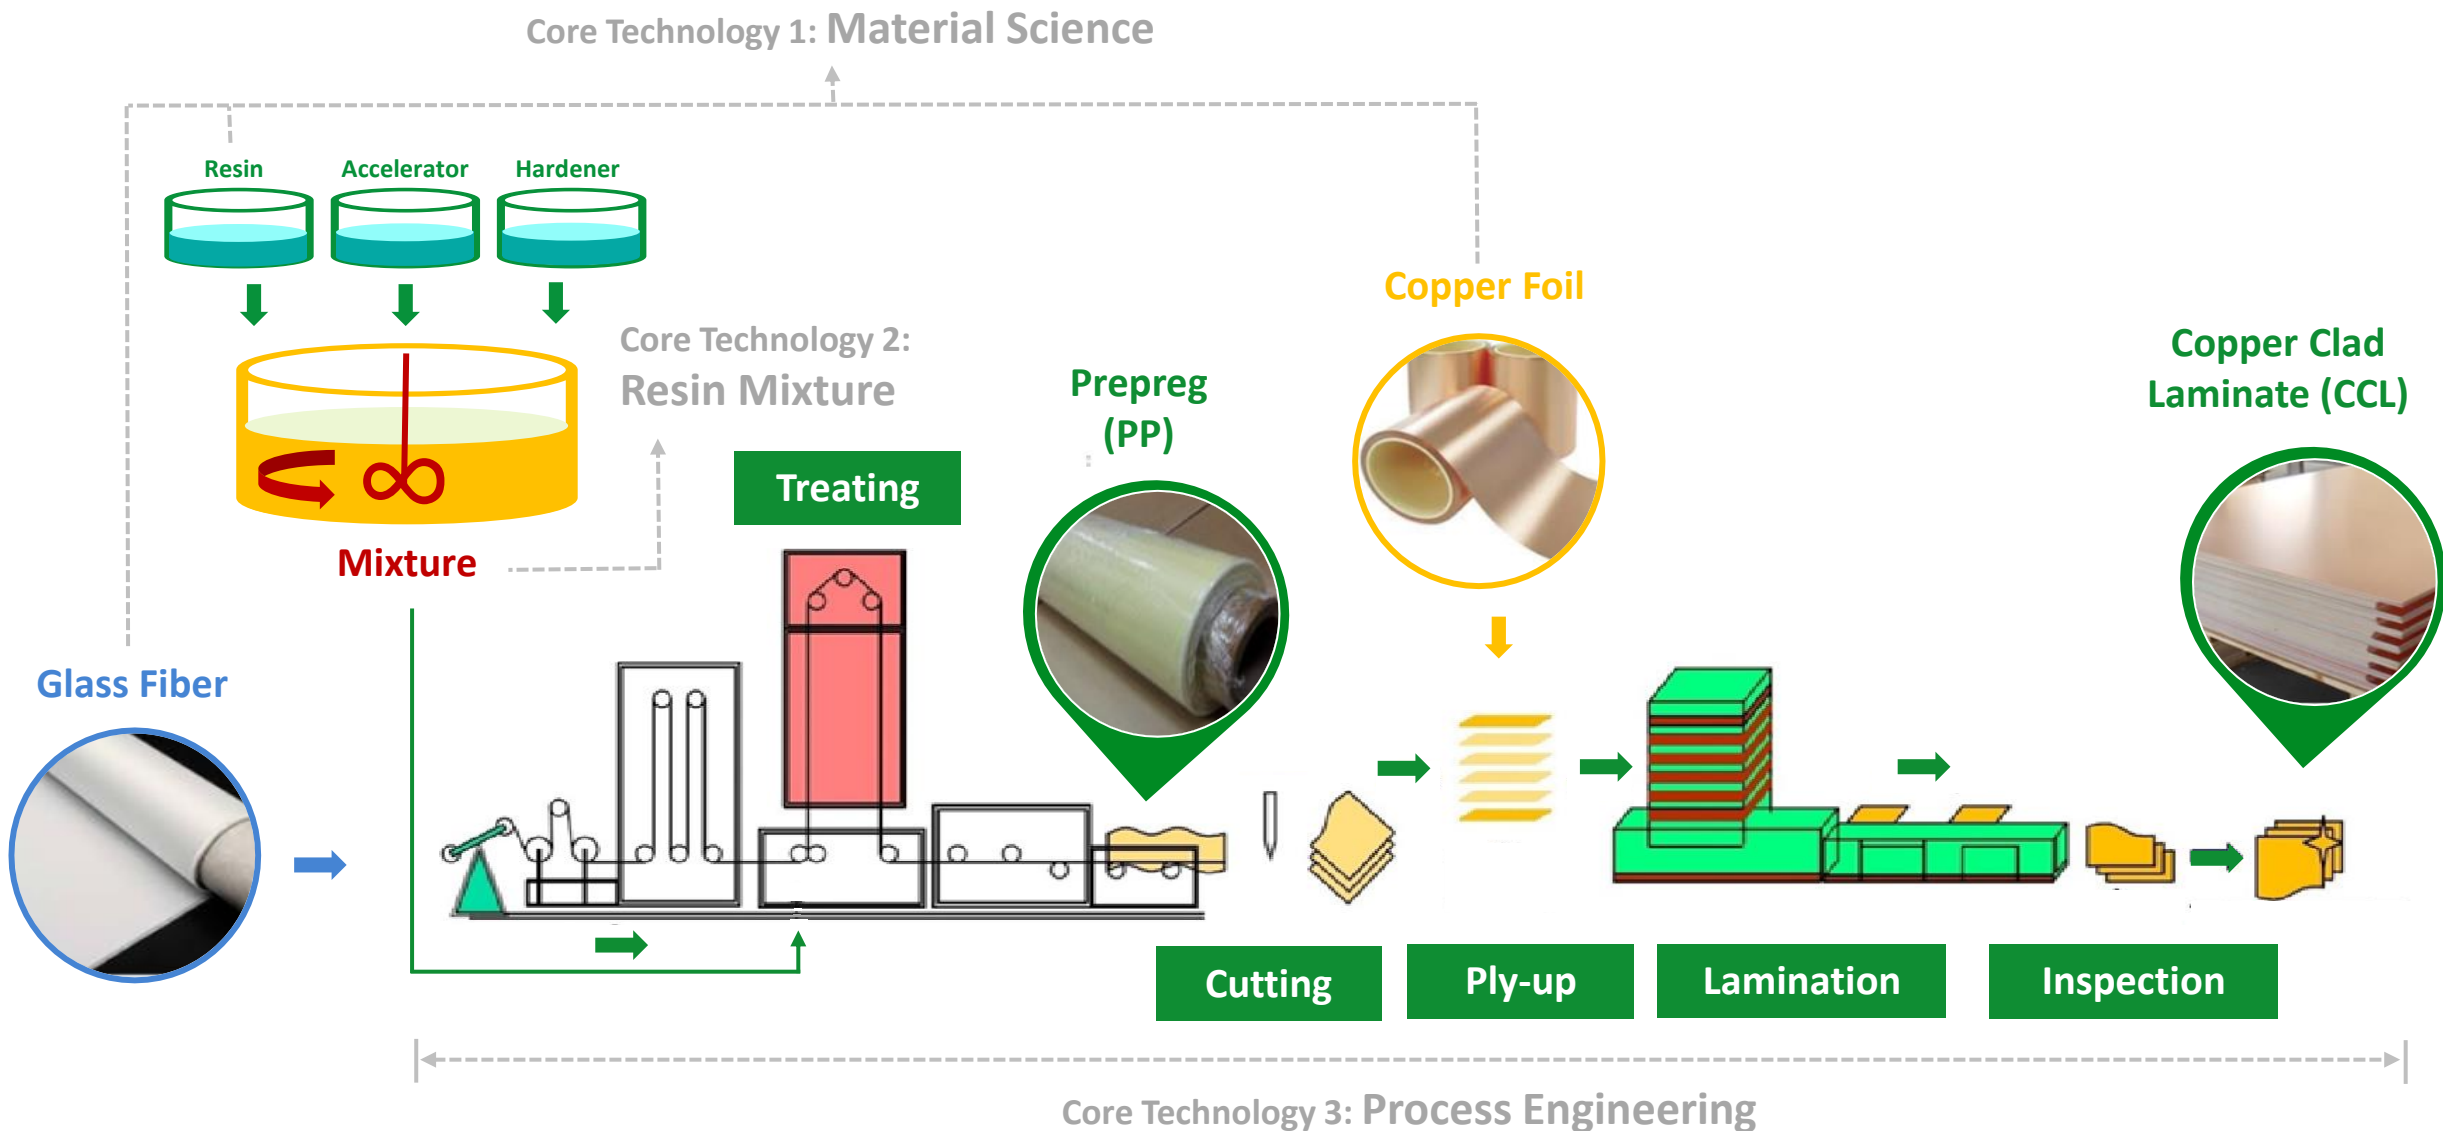 Core Technology 1: Material Science
Resin
Accelerator
Hardener
Core Technology 2:
Resin Mixture
Mixture
Glass Fiber
Treating
Prepreg
(PP)
Copper Foil
Copper Clad
Laminate (CCL)
Cutting
Ply-up
Lamination
Inspection
Core Technology 3: Process Engineering